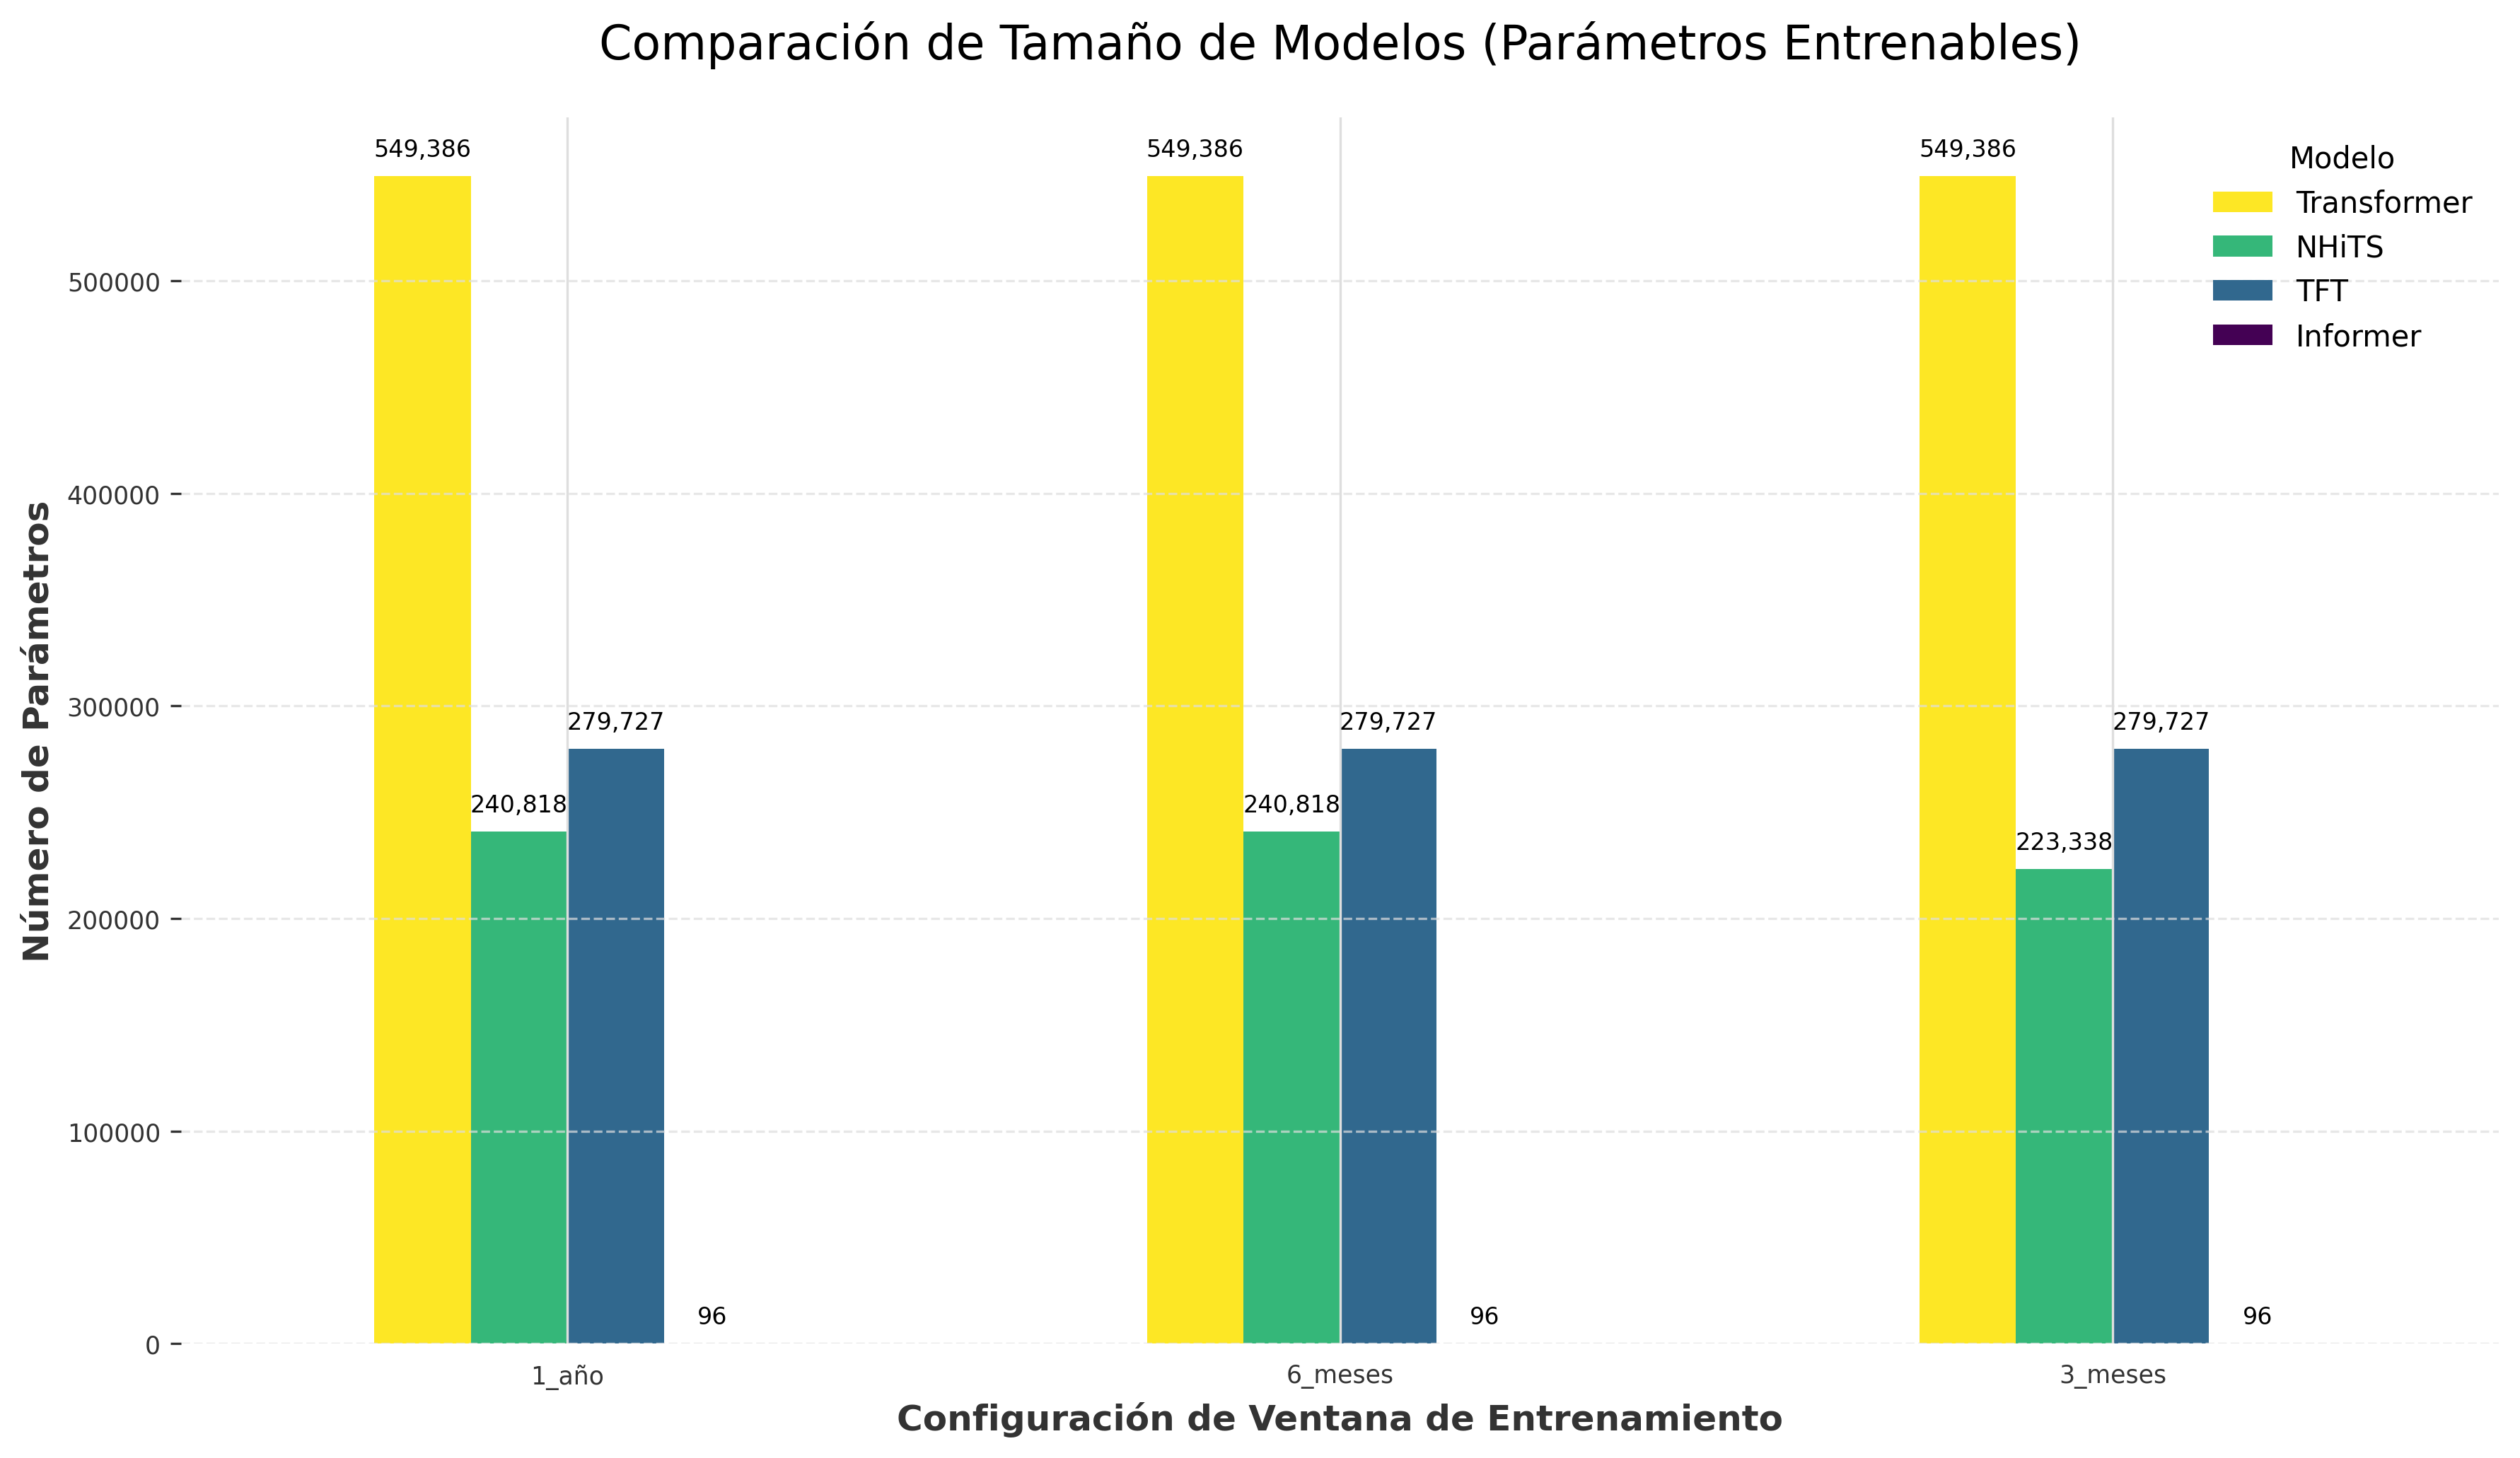 Comparación de Tamaño de Modelos (Parámetros Entrenables)
Modelo
Transformer
NHiTS
TFT
Informer
Número de Parámetros
500000
400000
300000
200000
100000
0
549,386
240,818
279,727
96
549,386
240,818
279,727
96
549,386
223,338
279,727
96
1_año
6_meses
3_meses
Configuración de Ventana de Entrenamiento